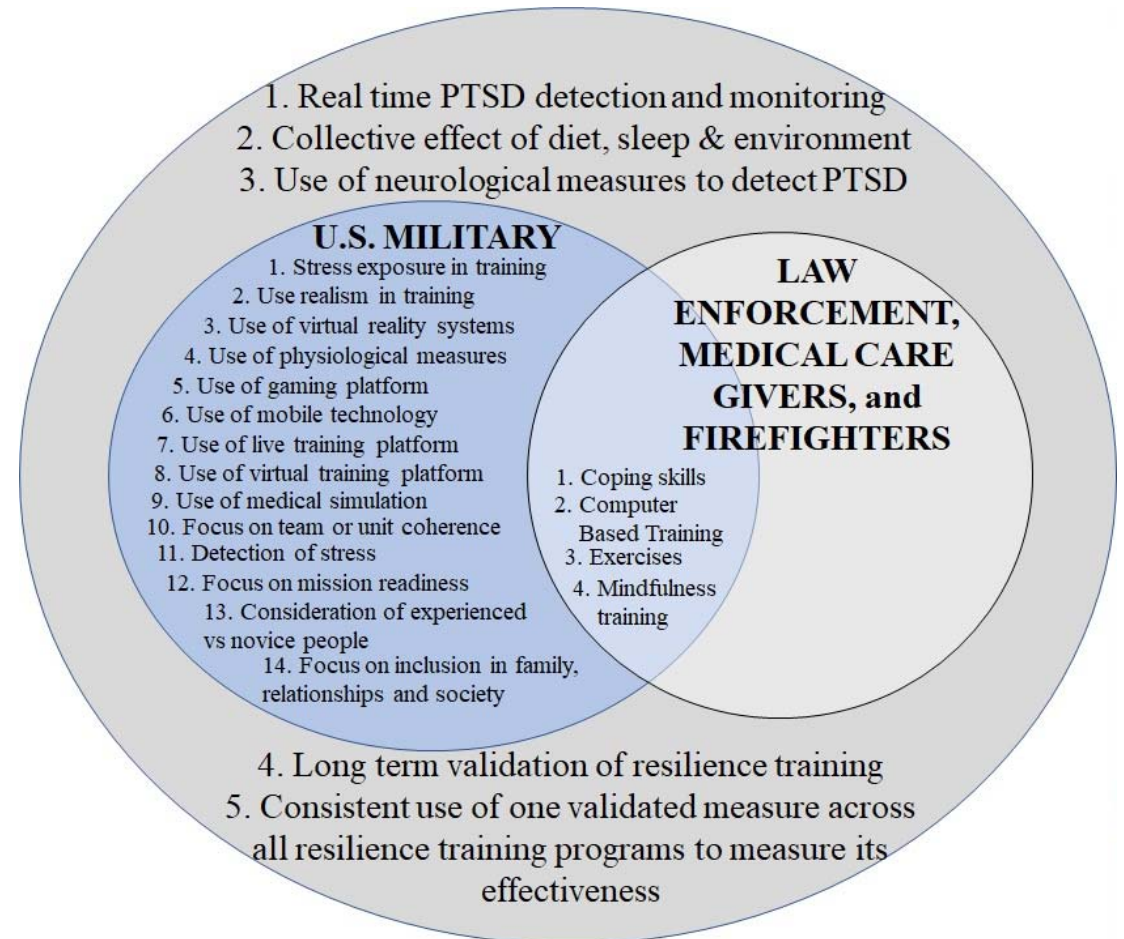 1. Real time PTSD detection and monitoring
2. Collective effect of diet, sleep & environment
3. Use of neurological measures to detect PTSD
U.S. MILITARY
1. Stress exposure in training
2. Use realism in training
3. Use of virtual reality systems
4. Use of physiological measures
5. Use of gaming platform
6. Use of mobile technology
7. Use of live training platform
8. Use of virtual training platform
9. Use of medical simulation
10. Focus on team or unit coherence
11. Detection of stress
12. Focus on mission readiness
13. Consideration of experienced
vs novice people
14. Focus on inclusion in family,
relationships and society
1. Coping skills
2. Computer
Based Training
3. Exercises
4. Mindfulness
training
LAW
ENFORCEMENT,
MEDICAL CARE
GIVERS, and
FIREFIGHTERS
4. Long term validation of resilience training
5. Consistent use of one validated measure across
all resilience training programs to measure its
effectiveness